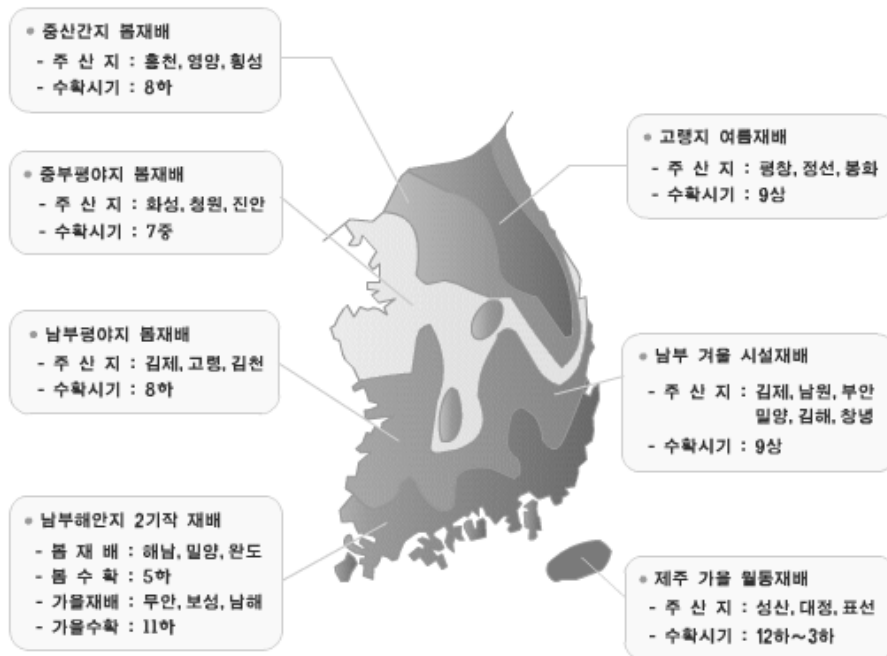 ● 중산간지 봄재배
- 주 산 지 : 홍천, 영양, 횡성
- 수확시기 : 8하
● 중부평야지 봄재배
- 주 산 지 : 화성, 청원, 진안
- 수확시기 : 7중
● 남부평야지 봄재배
- 주 산 지 : 김제, 고령, 김천
- 수확시기 : 8하
● 남부해안지 2기작 재배
- 봄 재 배 : 해남, 밀양, 완도
- 봄 수 확 : 5하
- 가을재배 : 무안, 보성, 남해
- 가을수확 : 11하
● 고랭지 여름재배
- 주 산 지 : 평창, 정선, 봉화
- 수확시기 : 9상
● 남부 겨울 시설재배
- 주 산 지 : 김제, 남원, 부안
밀양, 김해, 창녕
- 수확시기 : 9상
● 제주 가을 월동재배
- 주 산 지 : 성산, 대정, 표선
- 수확시기 : 12하~3하